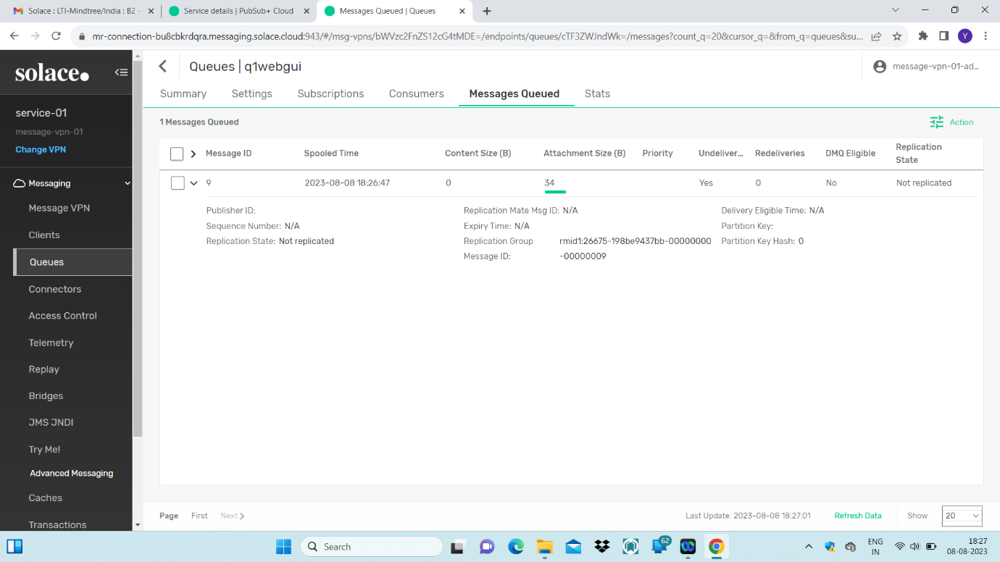 Solace : LTI-Mindtree/India : B2 -
Service details | PubSub+ Cloud
Messages Queued | Queues
mr-connection-bu8cbkrdqra.messaging.solace.cloud:943/#/msg-vpns/bWVzc2FnZS12cG4tMDE=/endpoints/queues/cTF3ZWJndWk=/messages?count_q=20&cursor_q=&from_q=queues&su...
Y
solace.
Queues | q1webgui
message-vpn-01-ad...
Summary Settings Subscriptions Consumers Messages Queued Stats
service-01
message-vpn-01
Change VPN
1 Messages Queued
Action
Message ID Spooled Time Content Size (B) Attachment Size (B) Priority Undeliver... Redeliveries DMQ Eligible Replication
State
9 2023-08-08 18:26:47 0 34 Yes 0 No Not replicated
Publisher ID: Replication Mate Msg ID: N/A Delivery Eligible Time: N/A
Sequence Number: N/A Expiry Time: N/A Partition Key:
Replication State: Not replicated Replication Group rmid1:26675-198be9437bb-00000000 Partition Key Hash: 0
Message ID: -00000009
Messaging
Message VPN
Clients
Queues
Connectors
Access Control
Telemetry
Replay
Bridges
JMS JNDI
Try Me!
Advanced Messaging
Caches
Transactions
Page First Next
Last Update: 2023-08-08 18:27:01 Refresh Data Show 20
Search
62
ENG
IN
18:27
08-08-2023